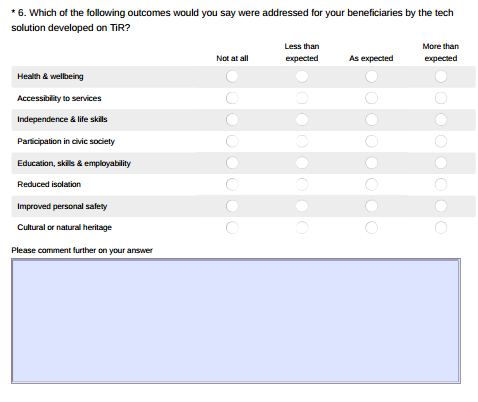 * 6. Which of the following outcomes would you say were addressed for your beneficiaries by the tech
solution developed on TiR?
Not at all
Less than
expected
As expected
More than
expected
Health & wellbeing
Accessibility to services
Independence & life skills
Participation in civic society
Education, skills & employability
Reduced isolation
Improved personal safety
Cultural or natural heritage
Please comment further on your answer